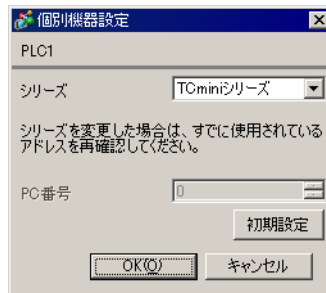 個別機器設定
PLC1
シリーズ TCminiシリーズ
シリーズを変更した場合は、すでに使用されている
アドレスを再確認してください。
PC番号 0
初期設定
OK(O) キャンセル